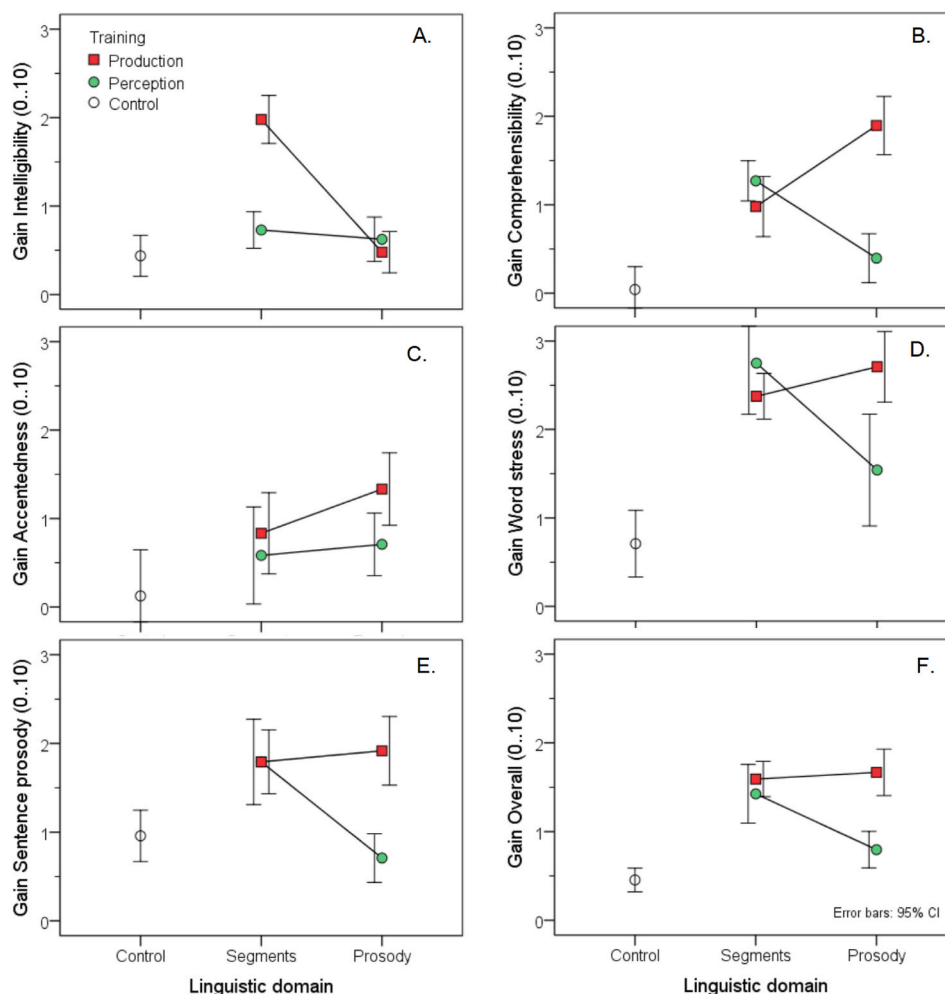 A.
Training
Production
Perception
Control
Gain Intelligibility (0..10)
3
2
1
0
B.
Gain Comprehensibility (0..10)
3
2
1
0
C.
Gain Accentedness (0..10)
3
2
1
0
D.
Gain Word stress (0..10)
3
2
1
0
E.
Gain Sentence prosody (0..10)
3
2
1
0
Control
Segments
Prosody
Linguistic domain
F.
Gain Overall (0..10)
3
2
1
0
Error bars: 95% CI
Control
Segments
Prosody
Linguistic domain